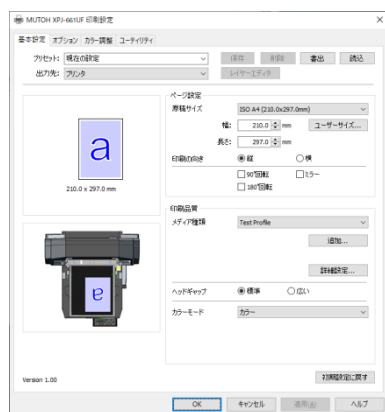 MUTOH XPJ-661UF 印刷設定
基本設定 オプション カラー調整 ユーティリティ
プリセット: 現在の設定 保存 削除 書出 読込
出力先: プリンタ レイヤーエディタ
ページ設定
原稿サイズ ISO A4 (210.0x297.0mm)
幅: 210.0 mm ユーザーサイズ...
長さ: 297.0 mm
印刷の向き 縦 横
90°回転 ミラー
180°回転
a
210.0 x 297.0 mm
印刷品質
メディア種類 Test Profile
追加...
詳細設定...
ヘッドギャップ 標準 広い
カラーモード カラー
a
Version 1.00
初期設定に戻す
OK キャンセル 適用(A) ヘルプ